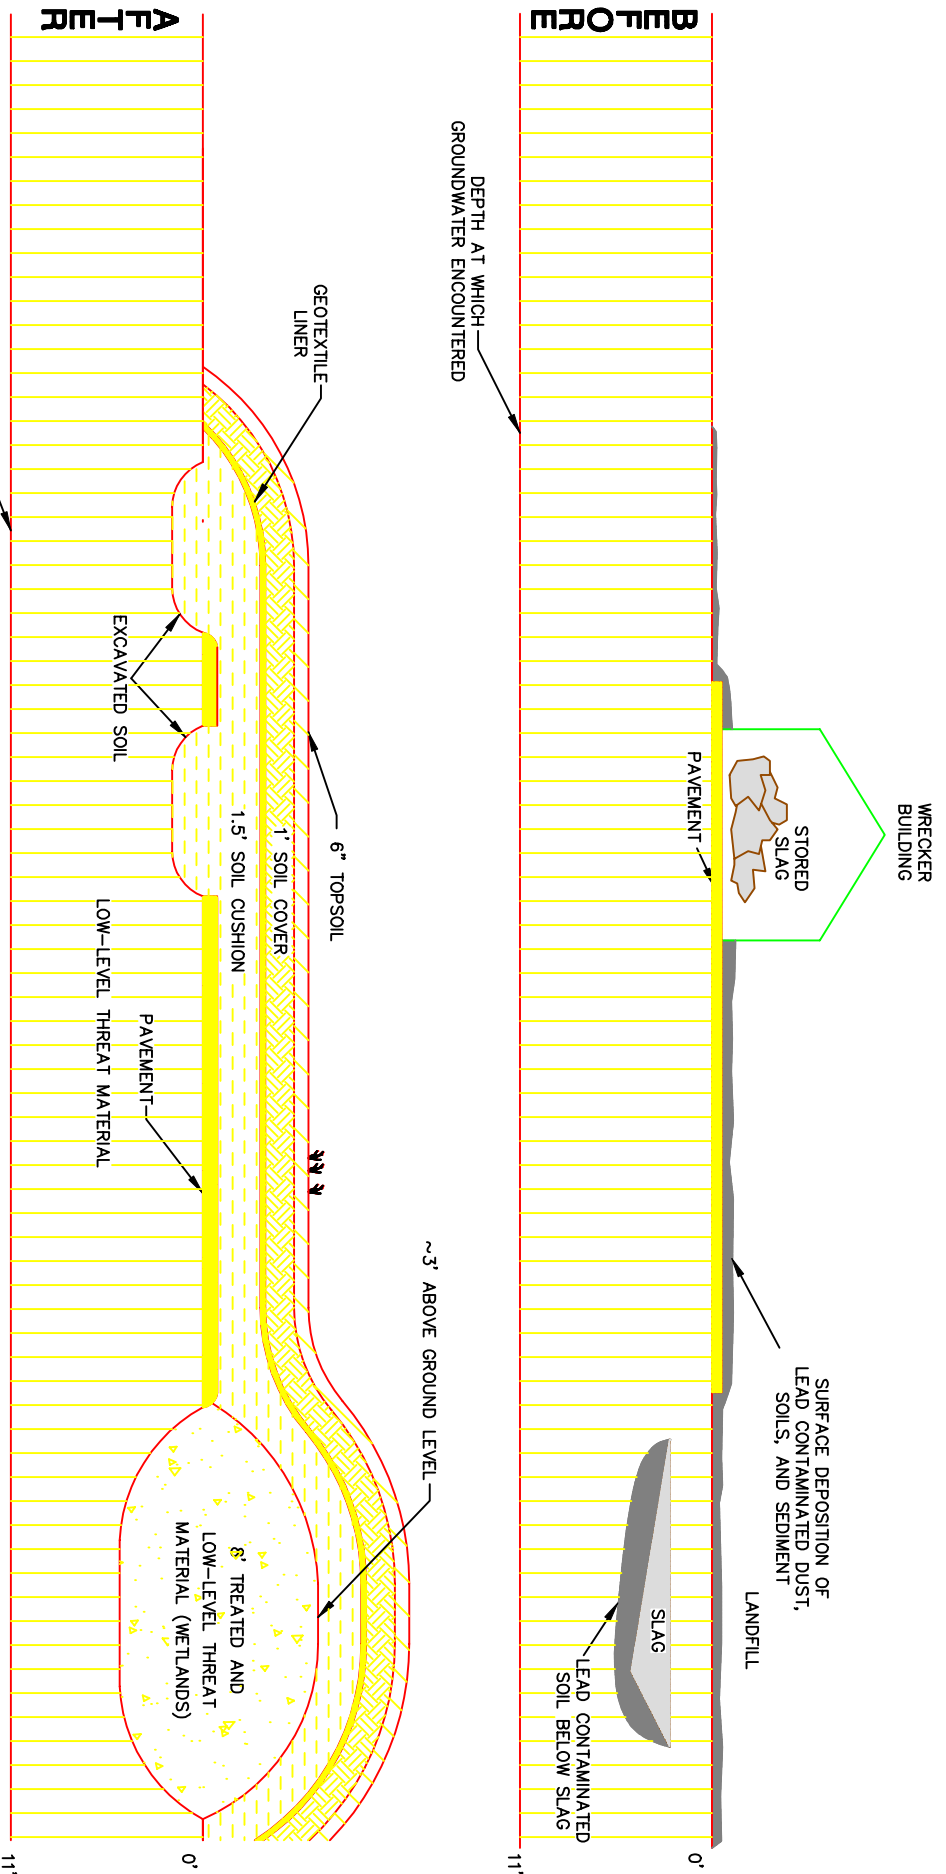 BEFORE
WRECKER
BUILDING
STORED
SLAG
PAVEMENT
SURFACE DEPOSITION OF
LEAD CONTAMINATED DUST,
SOILS, AND SEDIMENT
LANDFILL
SLAG
LEAD CONTAMINATED
SOIL BELOW SLAG
DEPTH AT WHICH
GROUNDWATER ENCOUNTERED
0'
11'
AFTER
GEOTEXTILE
LINER
6" TOPSOIL
1' SOIL COVER
1.5' SOIL CUSHION
~3' ABOVE GROUND LEVEL
EXCAVATED SOIL
PAVEMENT
LOW-LEVEL THREAT MATERIAL
8' TREATED AND
LOW-LEVEL THREAT
MATERIAL (WETLANDS)
0'
11'